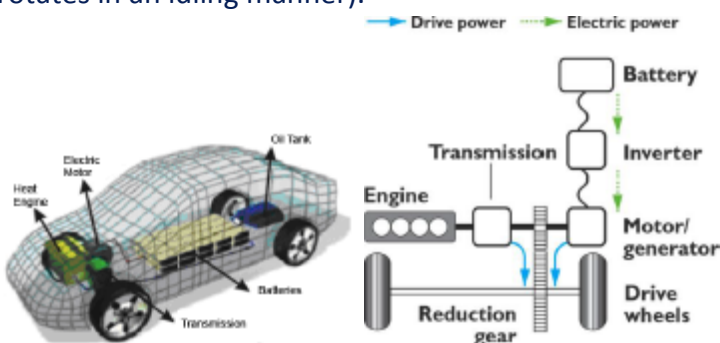 rotates in an idling manner).
Drive power
Electric power
Battery
Inverter
Transmission
Engine
Motor/
generator
Drive
wheels
Reduction
gear
Oil Tank
Electric
Motor
Heat
Engine
Batteries
Transmission